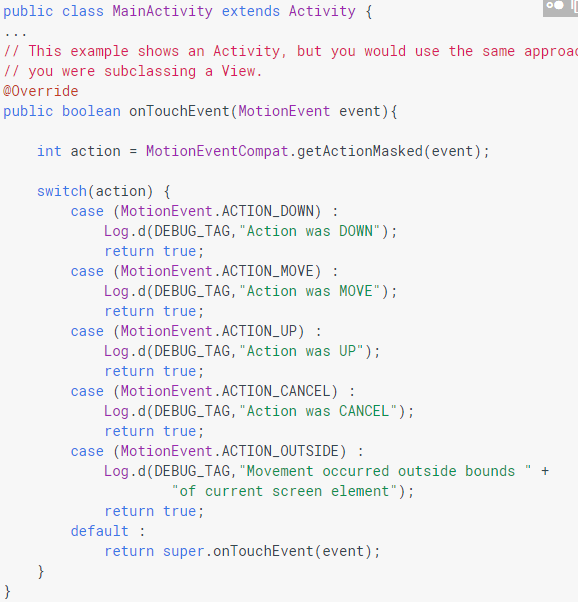 public class MainActivity extends Activity {
...
// This example shows an Activity, but you would use the same
// you were subclassing a View.
@Override
public boolean onTouchEvent(MotionEvent event){
int action = MotionEventCompat.getActionMasked(event);
switch(action) {
case (MotionEvent.ACTION_DOWN) :
Log.d(DEBUG_TAG,"Action was DOWN");
return true;
case (MotionEvent.ACTION_MOVE) :
Log.d(DEBUG_TAG,"Action was MOVE");
return true;
case (MotionEvent.ACTION_UP) :
Log.d(DEBUG_TAG,"Action was UP");
return true;
case (MotionEvent.ACTION_CANCEL) :
Log.d(DEBUG_TAG,"Action was CANCEL");
return true;
case (MotionEvent.ACTION_OUTSIDE) :
Log.d(DEBUG_TAG,"Movement occurred outside bounds " +
"of current screen element");
return true;
default :
return super.onTouchEvent(event);
}
}